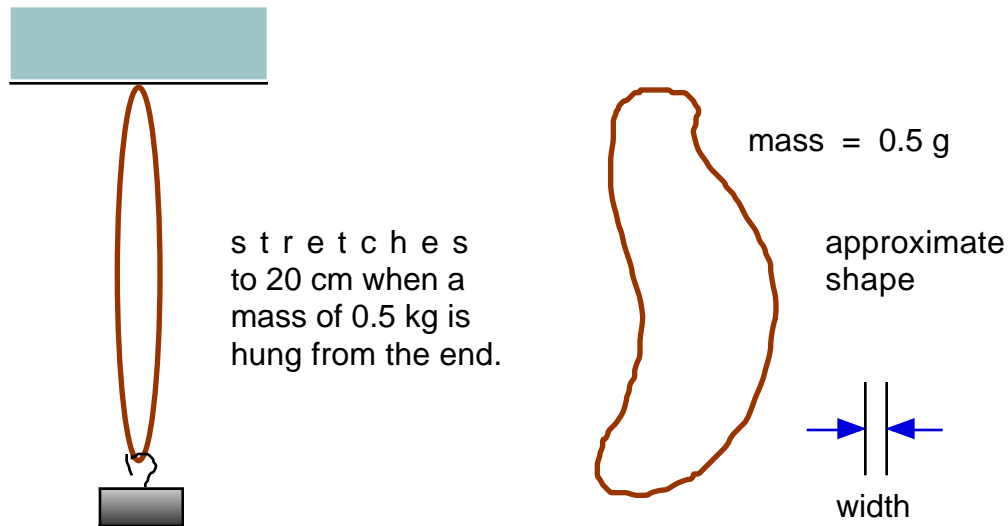 s t r e t c h e s
to 20 cm when a
mass of 0.5 kg is
hung from the end.
mass = 0.5 g
approximate
shape
width